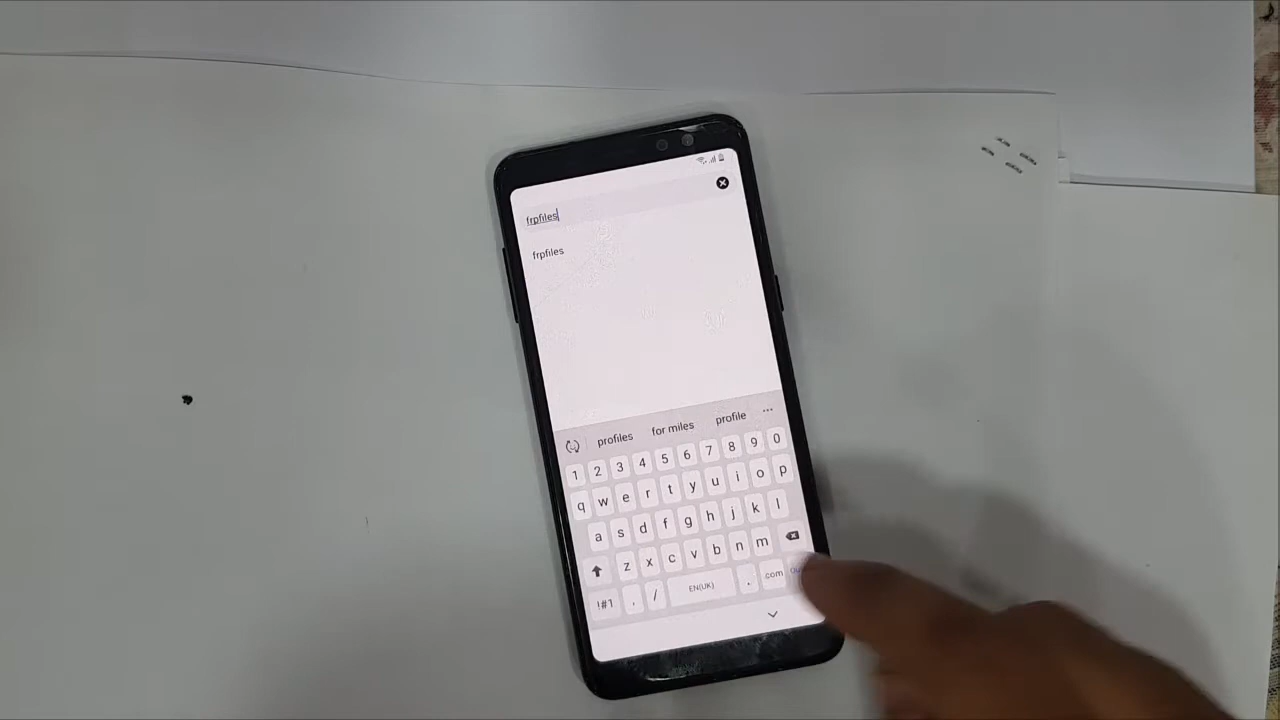 frpfiles
frpfiles
profiles for miles profile ...
1 2 3 4 5 6 7 8 9 0
q w e r t y u i o p
a s d f g h j k l
z x c v b n m
!#1 , / EN(UK) . .com